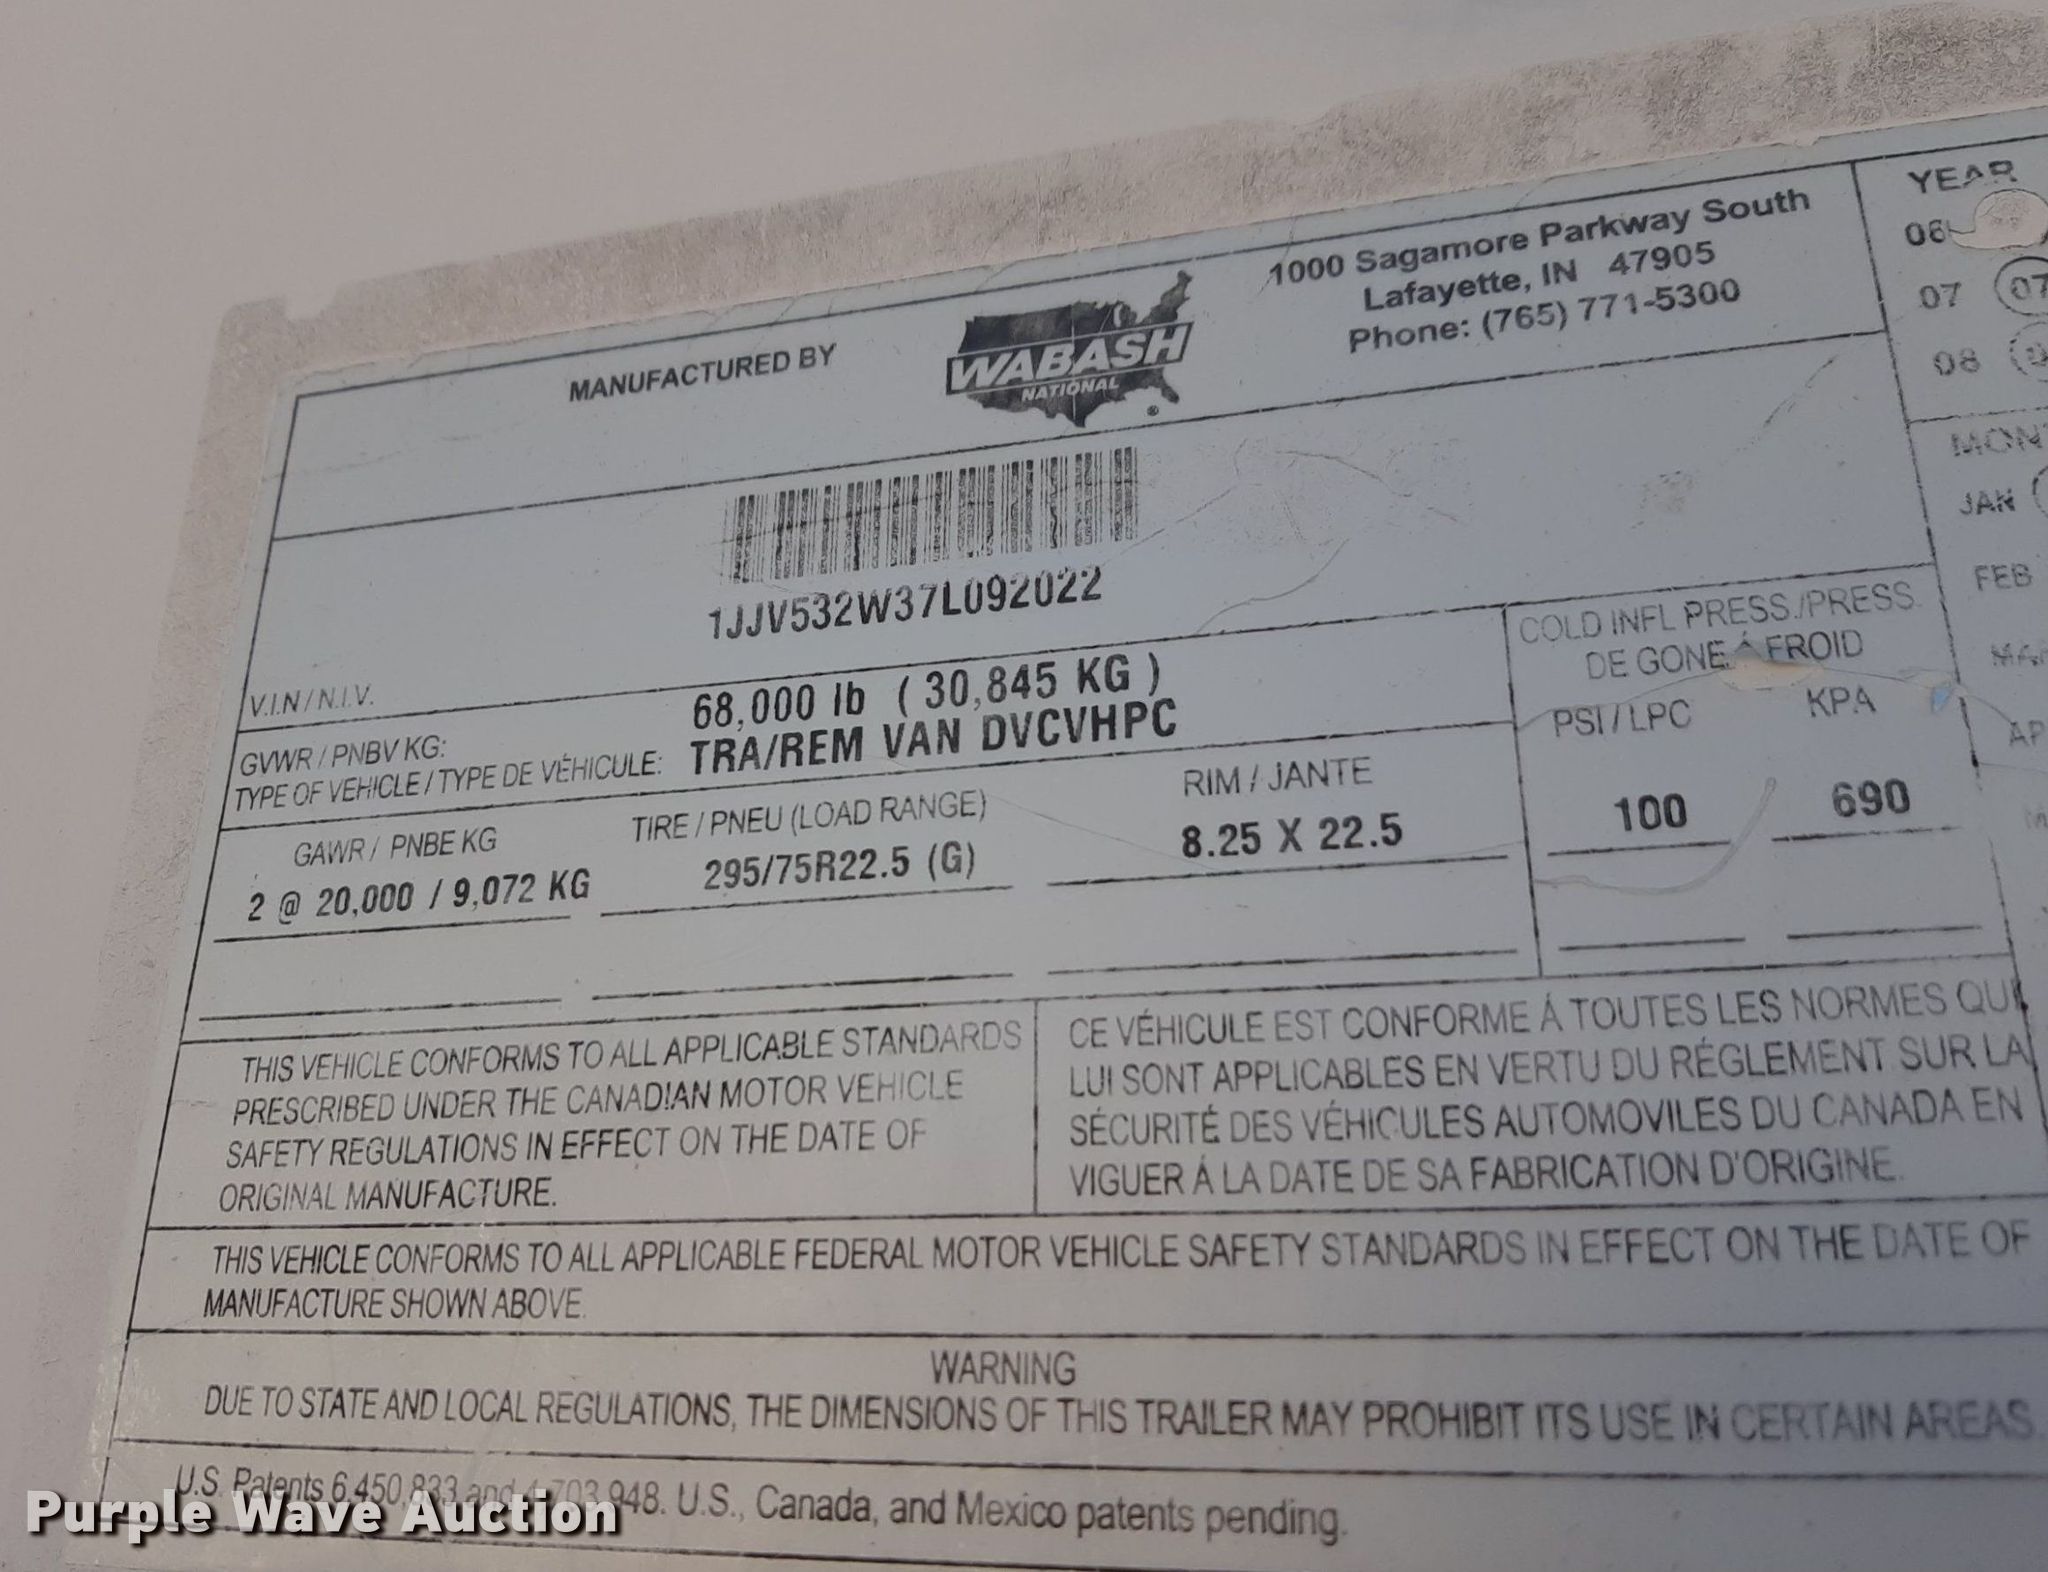 MANUFACTURED BY
WABASH
NATIONAL
®
1000 Sagamore Parkway South
Lafayette, IN 47905
Phone: (765) 771-5300
YEAR
06
07 07
08
JAN
FEB
1JJV532W37L092022
V.I.N / N.I.V.
GVWR / PNBV KG: 68,000 lb ( 30,845 KG )
TYPE OF VEHICLE / TYPE DE VÉHICULE: TRA/REM VAN DVCVHPC
COLD INFL PRESS./PRESS.
DE GONE Á FROID
PSI / LPC KPA
GAWR / PNBE KG TIRE / PNEU (LOAD RANGE) RIM / JANTE
2 @ 20,000 / 9,072 KG 295/75R22.5 (G) 8.25 X 22.5 100 690
THIS VEHICLE CONFORMS TO ALL APPLICABLE STANDARDS
PRESCRIBED UNDER THE CANADIAN MOTOR VEHICLE
SAFETY REGULATIONS IN EFFECT ON THE DATE OF
ORIGINAL MANUFACTURE.
CE VÉHICULE EST CONFORME Á TOUTES LES NORMES QUI
LUI SONT APPLICABLES EN VERTU DU RÉGLEMENT SUR LA
SÉCURITÉ DES VÉHICULES AUTOMOVILES DU CANADA EN
VIGUER Á LA DATE DE SA FABRICATION D'ORIGINE.
THIS VEHICLE CONFORMS TO ALL APPLICABLE FEDERAL MOTOR VEHICLE SAFETY STANDARDS IN EFFECT ON THE DATE OF
MANUFACTURE SHOWN ABOVE.
WARNING
DUE TO STATE AND LOCAL REGULATIONS, THE DIMENSIONS OF THIS TRAILER MAY PROHIBIT ITS USE IN CERTAIN AREAS.
U.S. Patents 6,450,833 and 4,703,948. U.S., Canada, and Mexico patents pending.
Purple Wave Auction